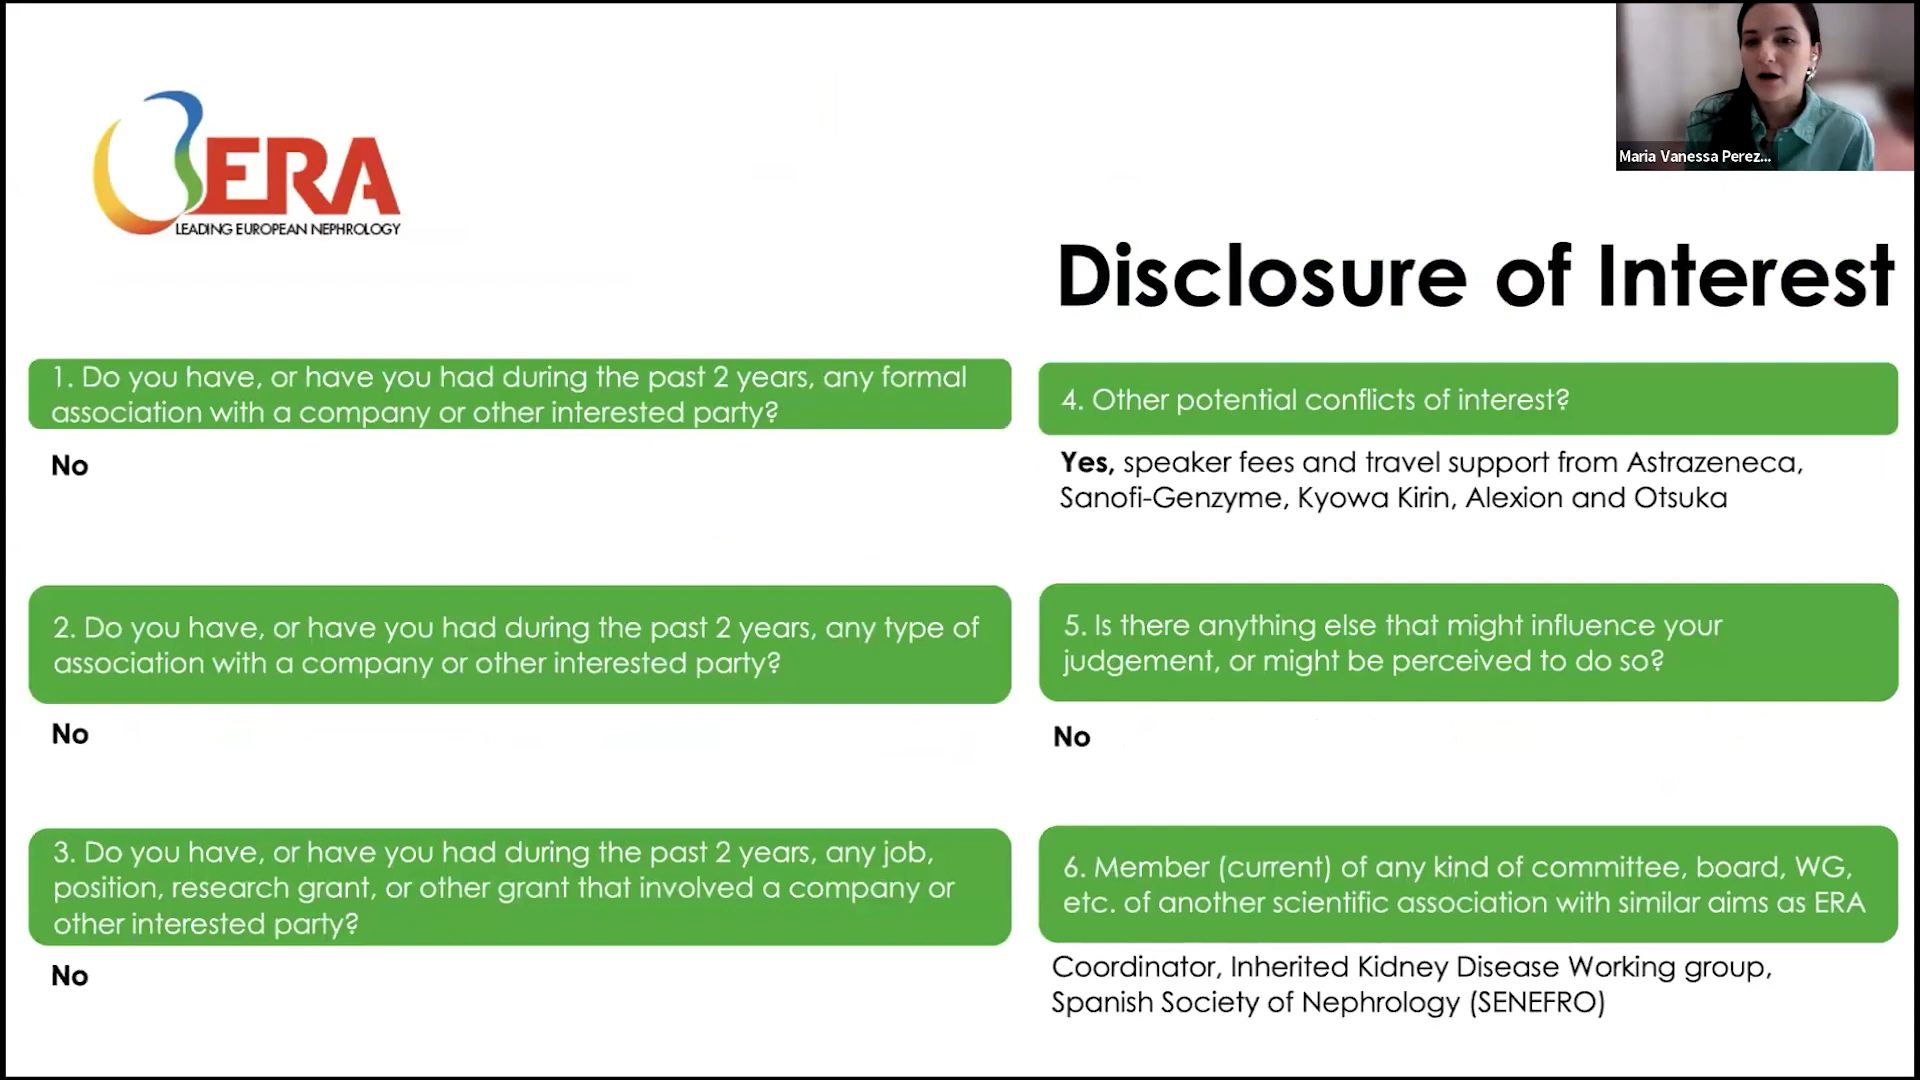 Maria Vanessa Perez...
ERA
LEADING EUROPEAN NEPHROLOGY
Disclosure of Interest
1. Do you have, or have you had during the past 2 years, any formal
association with a company or other interested party?
No
2. Do you have, or have you had during the past 2 years, any type of
association with a company or other interested party?
No
3. Do you have, or have you had during the past 2 years, any job,
position, research grant, or other grant that involved a company or
other interested party?
No
4. Other potential conflicts of interest?
Yes, speaker fees and travel support from Astrazeneca,
Sanofi-Genzyme, Kyowa Kirin, Alexion and Otsuka
5. Is there anything else that might influence your
judgement, or might be perceived to do so?
No
6. Member (current) of any kind of committee, board, WG,
etc. of another scientific association with similar aims as ERA
Coordinator, Inherited Kidney Disease Working group,
Spanish Society of Nephrology (SENEFRO)